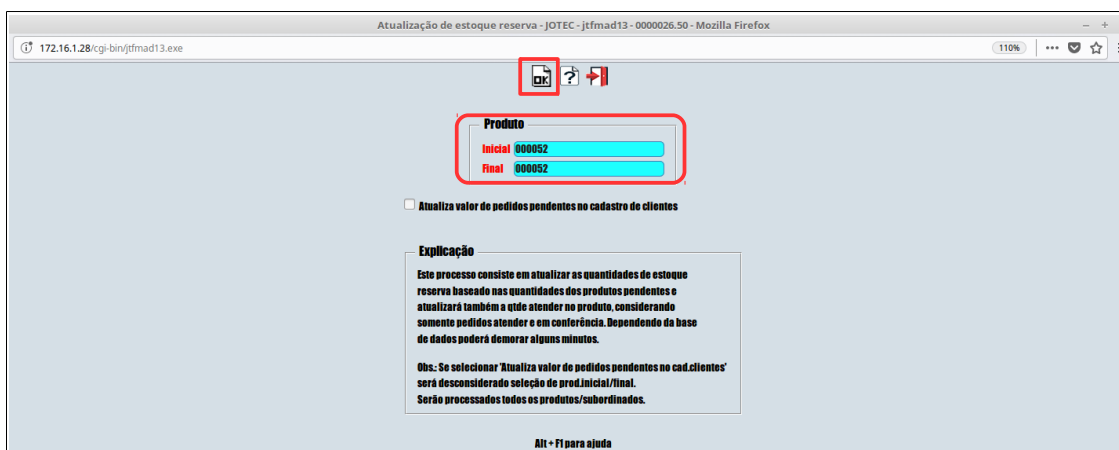 Atualização de estoque reserva - JOTEC - jtfmad13 - 0000026.50 - Mozilla Firefox
172.16.1.28/cgi-bin/jtfmad13.exe
110%
OK
Produto
Inicial 000052
Final 000052
Atualiza valor de pedidos pendentes no cadastro de clientes
Explicação
Este processo consiste em atualizar as quantidades de estoque
reserva baseado nas quantidades dos produtos pendentes e
atualizará também a qtde atender no produto, considerando
somente pedidos atender e em conferência. Dependendo da base
de dados poderá demorar alguns minutos.
Obs.: Se selecionar 'Atualiza valor de pedidos pendentes no cad.clientes'
será desconsiderado seleção de prod.inicial/final.
Serão processados todos os produtos/subordinados.
Alt + F1 para ajuda